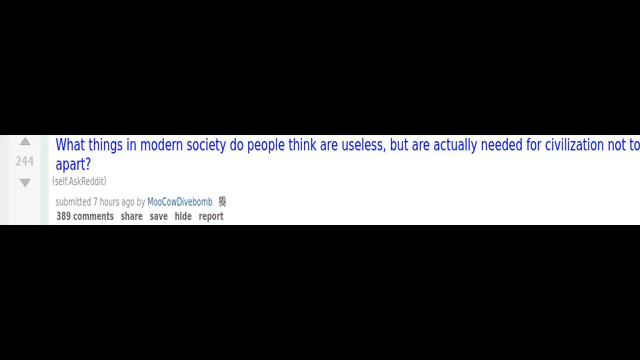 What things in modern society do people think are useless, but are actually needed for civilization not to
apart?
244
(self.AskReddit)
submitted 7 hours ago by MooCowDivebomb
389 comments share save hide report